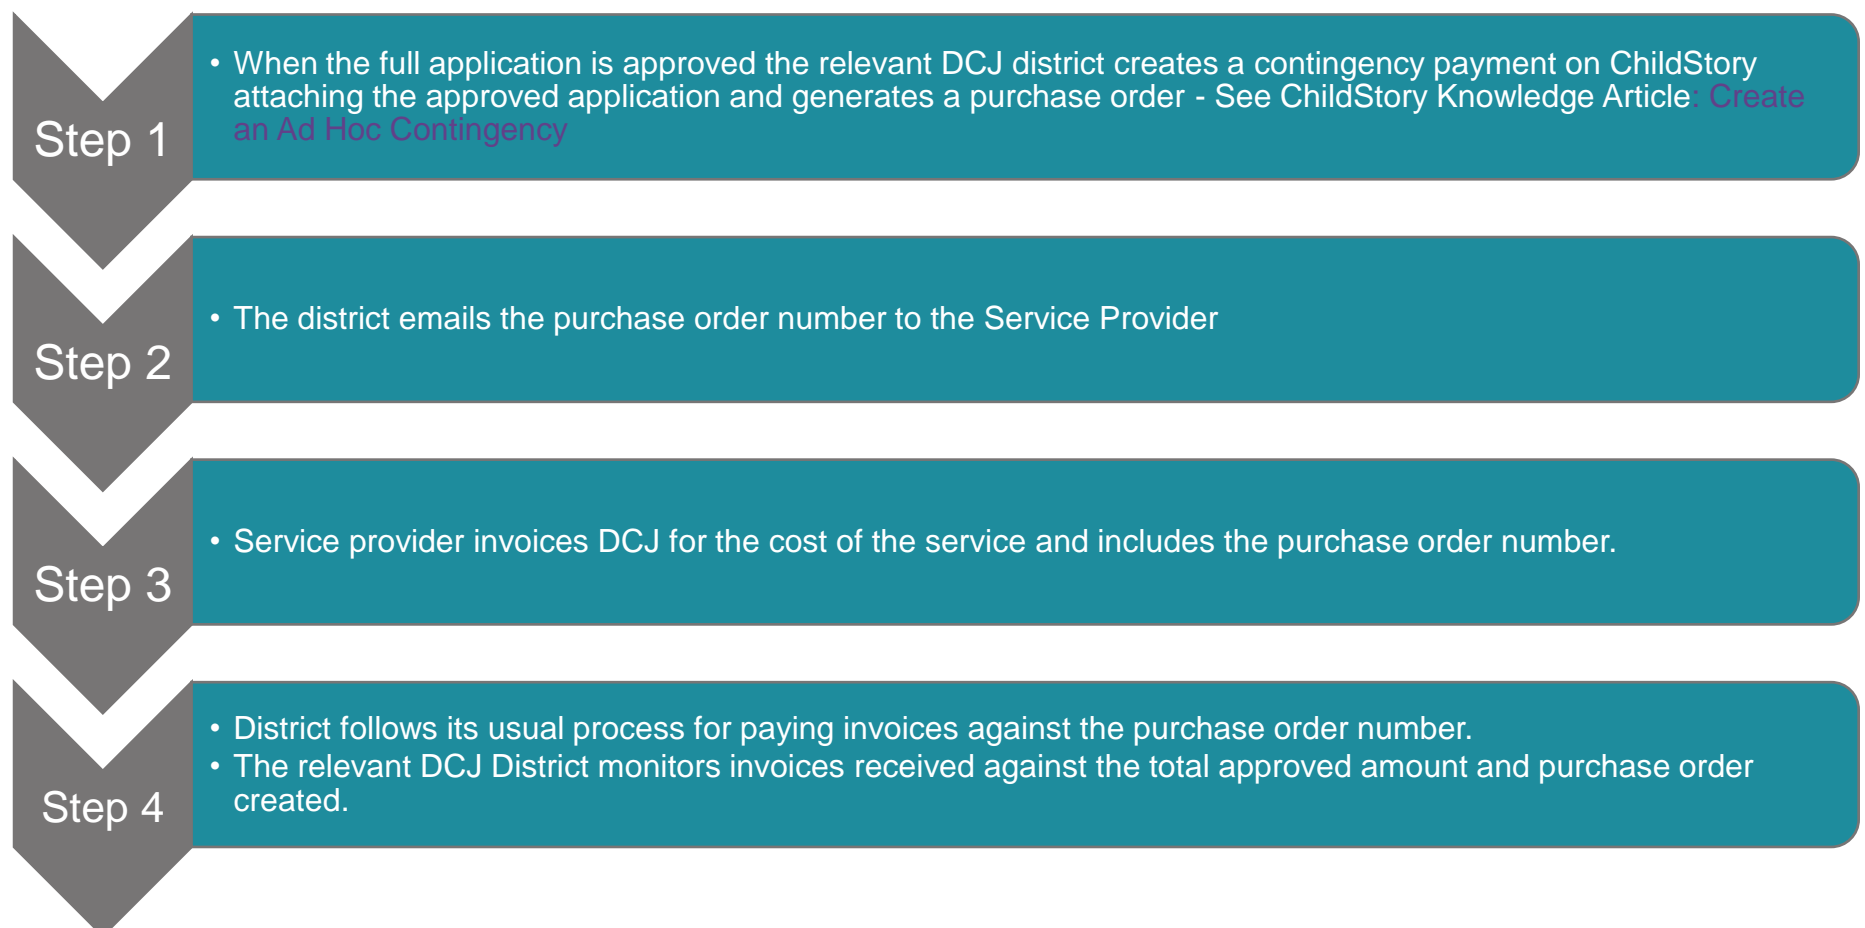 Step 1
• When the full application is approved the relevant DCJ district creates a contingency payment on ChildStory
attaching the approved application and generates a purchase order - See ChildStory Knowledge Article: Create
an Ad Hoc Contingency
Step 2
• The district emails the purchase order number to the Service Provider
Step 3
• Service provider invoices DCJ for the cost of the service and includes the purchase order number.
Step 4
• District follows its usual process for paying invoices against the purchase order number.
• The relevant DCJ District monitors invoices received against the total approved amount and purchase order
created.